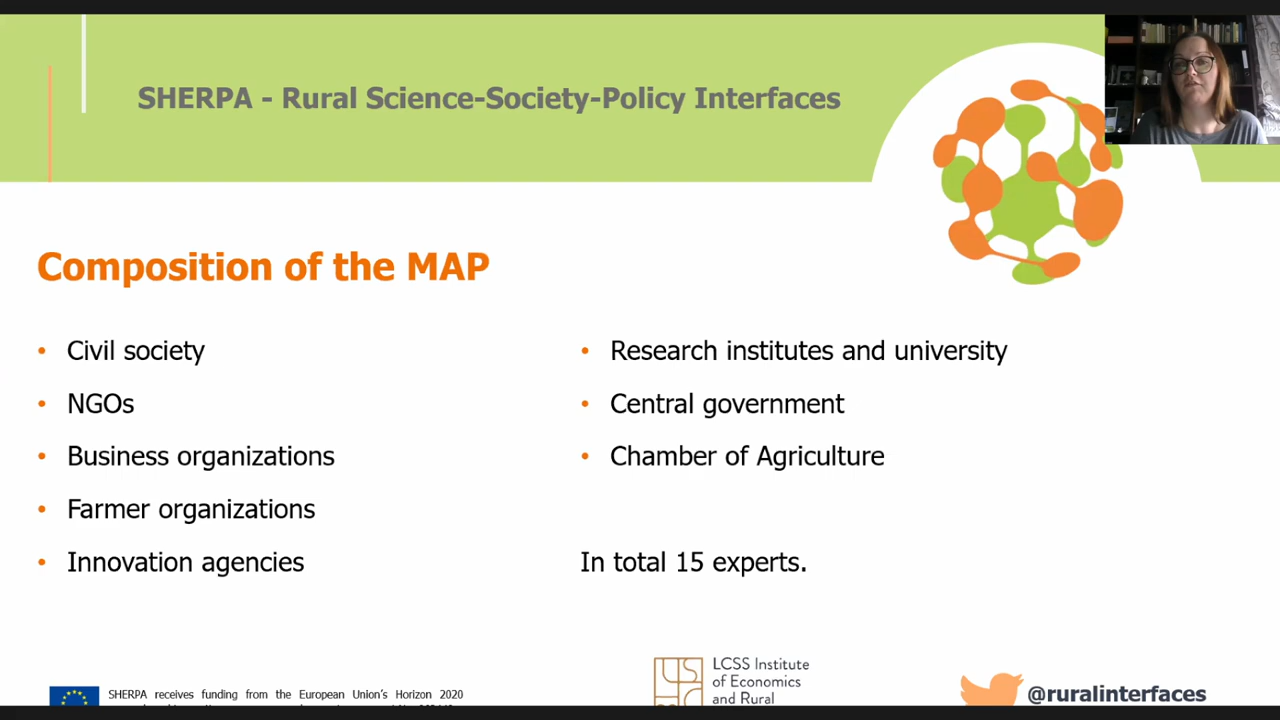 SHERPA - Rural Science-Society-Policy Interfaces
Composition of the MAP
• Civil society
• NGOs
• Business organizations
• Farmer organizations
• Innovation agencies
• Research institutes and university
• Central government
• Chamber of Agriculture
In total 15 experts.
SHERPA receives funding from the European Union's Horizon 2020
LCSS Institute
of Economics
and Rural
@ruralinterfaces